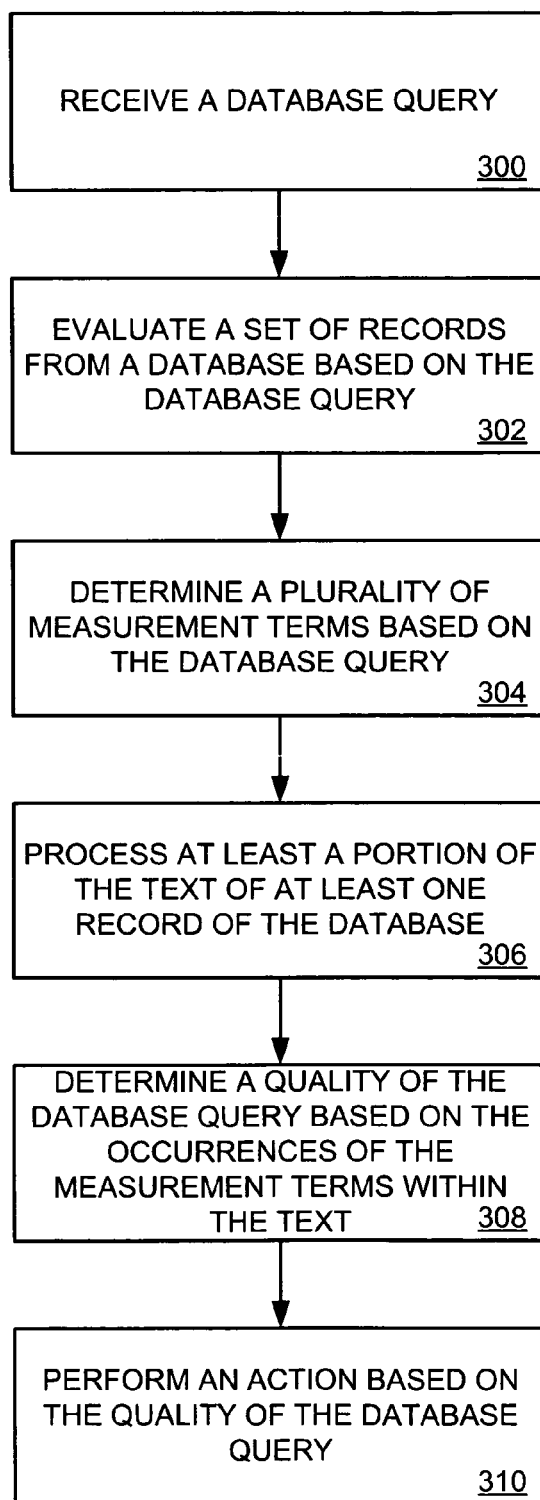 RECEIVE A DATABASE QUERY
300
EVALUATE A SET OF RECORDS
FROM A DATABASE BASED ON THE
DATABASE QUERY
302
DETERMINE A PLURALITY OF
MEASUREMENT TERMS BASED ON
THE DATABASE QUERY
304
PROCESS AT LEAST A PORTION OF
THE TEXT OF AT LEAST ONE
RECORD OF THE DATABASE
306
DETERMINE A QUALITY OF THE
DATABASE QUERY BASED ON THE
OCCURRENCES OF THE
MEASUREMENT TERMS WITHIN
THE TEXT
308
PERFORM AN ACTION BASED ON
THE QUALITY OF THE DATABASE
QUERY
310